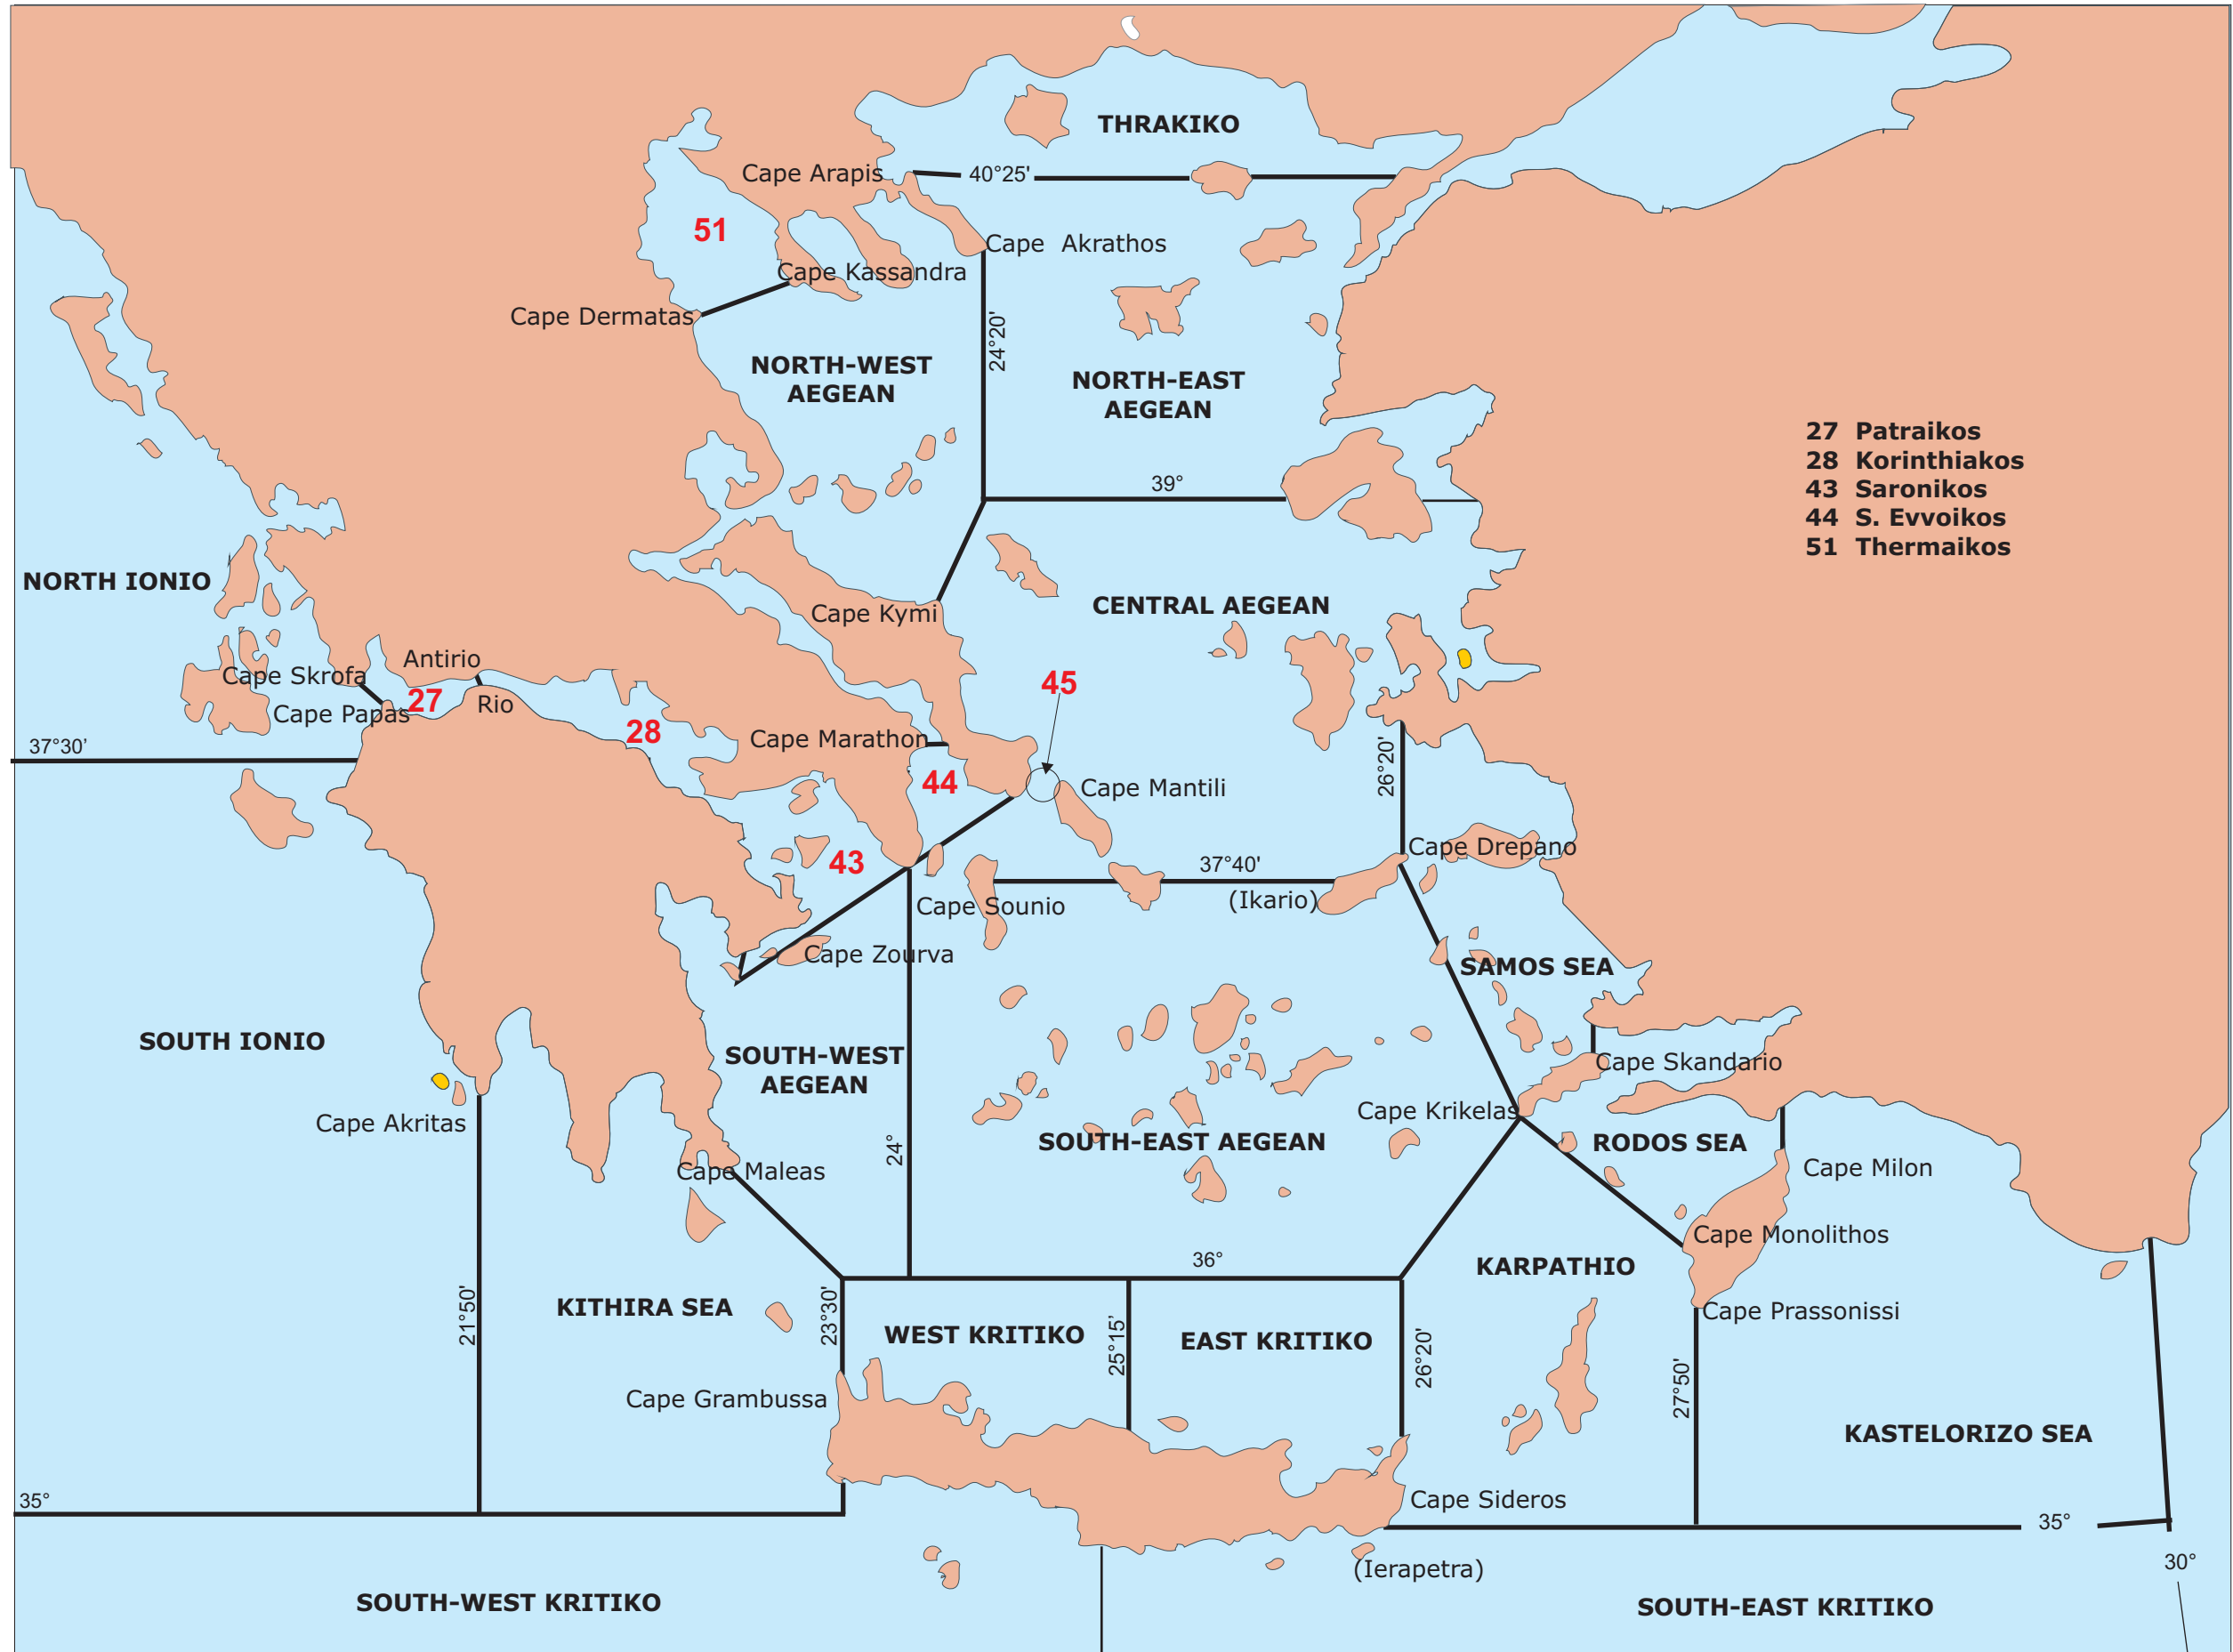 THRAKIKO
Cape Arapis
40°25'
51
Cape  Akrathos
Cape Kassandra
Cape Dermatas
24°20'
NORTH-WEST
AEGEAN
NORTH-EAST
AEGEAN
27  Patraikos
28  Korinthiakos
43  Saronikos
44  S. Evvoikos
51  Thermaikos
39°
NORTH IONIO
Cape Kymi
CENTRAL AEGEAN
Antirio
Cape Skrofa
27
45
Rio
Cape Papas
28
37°30’
Cape Marathon
26°20'
44
Cape Mantili
43
Cape Drepano
37°40'
(Ikario)
Cape Sounio
Cape Zourva
SAMOS SEA
SOUTH IONIO
SOUTH-WEST
AEGEAN
Cape Skandario
Cape Akritas
Cape Krikelas
24°
SOUTH-EAST AEGEAN
RODOS SEA
Cape Maleas
Cape Milon
Cape Monolithos
36°
KARPATHIO
21°50'
KITHIRA SEA
23°30'
WEST KRITIKO
25°15’
EAST KRITIKO
26°20'
Cape Prassonissi
27°50'
Cape Grambussa
KASTELORIZO SEA
35°
Cape Sideros
35°
(Ierapetra)
30°
SOUTH-WEST KRITIKO
SOUTH-EAST KRITIKO